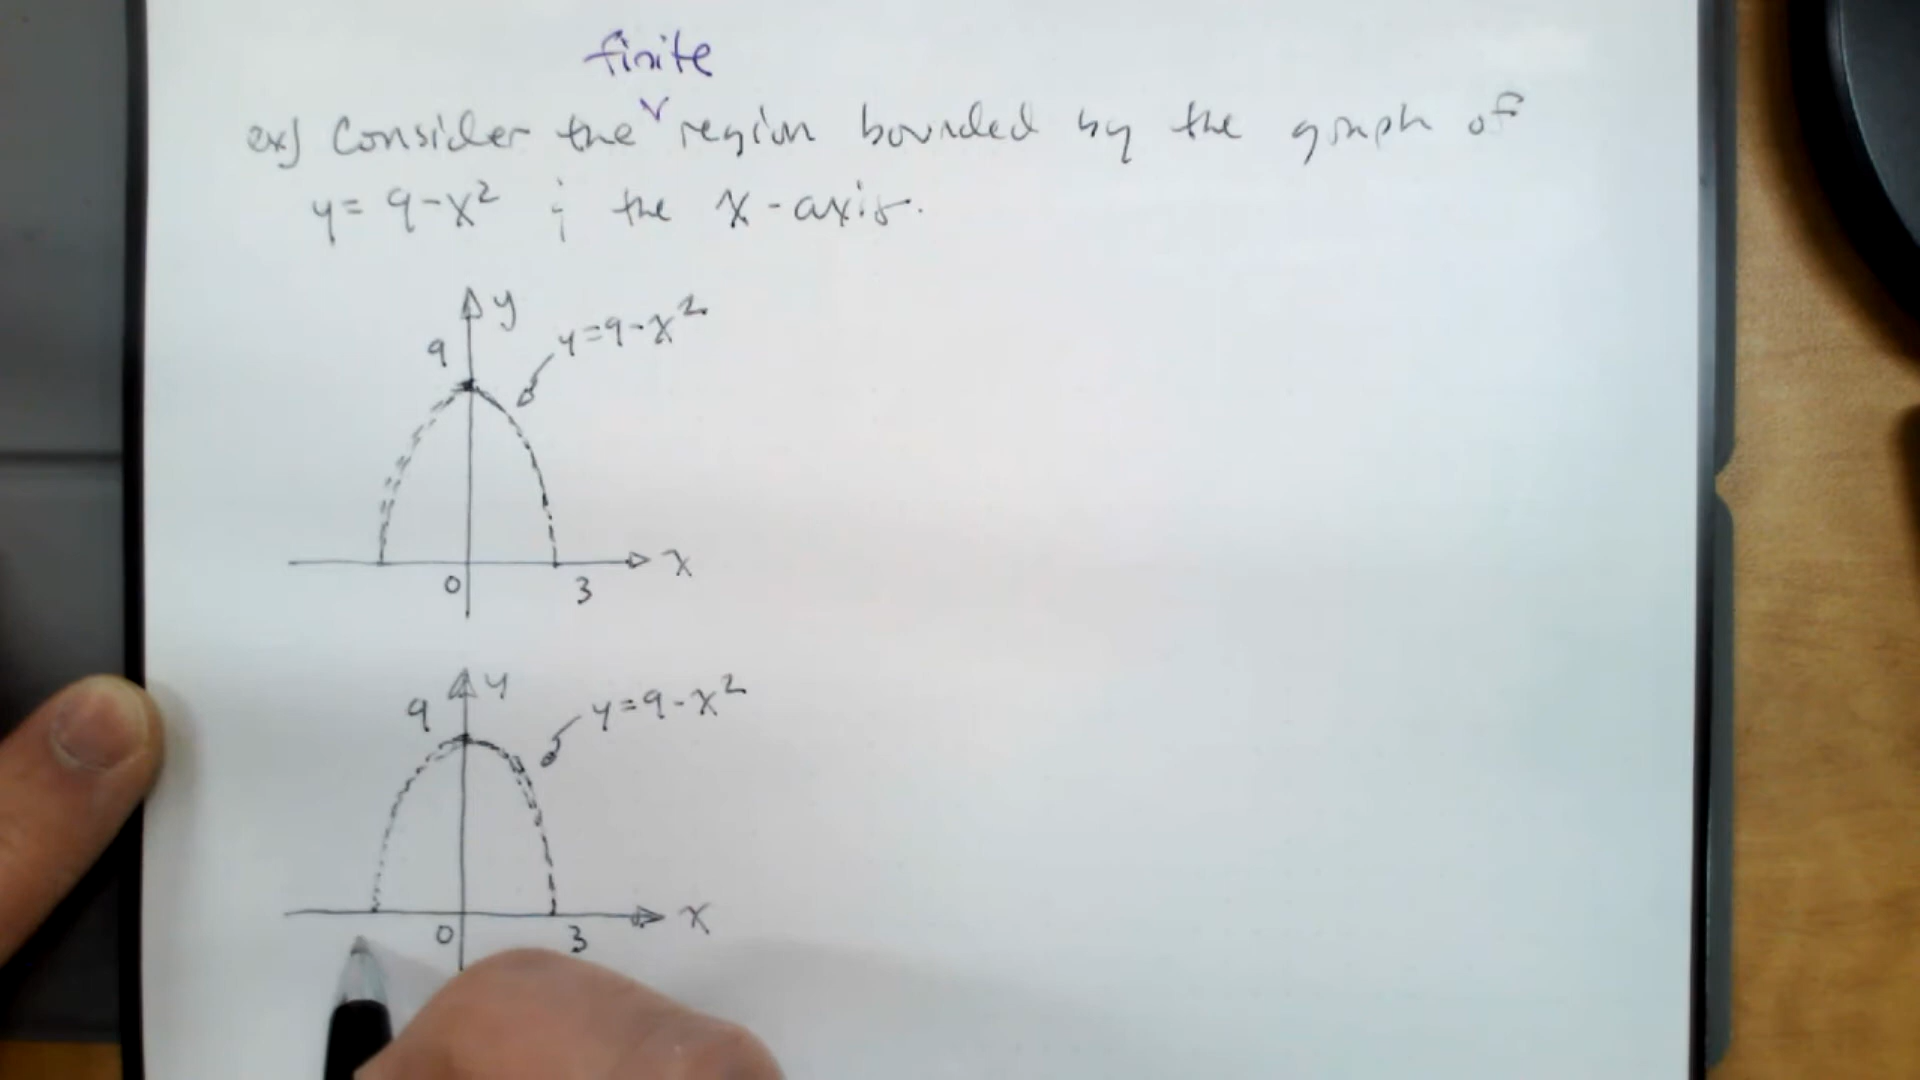 finite
ex) Consider the ˅ region bounded by the graph of
y = 9-x² & the x-axis.
y
9
y=9-x²
x
0
3
y
9
y=9-x²
x
0
3